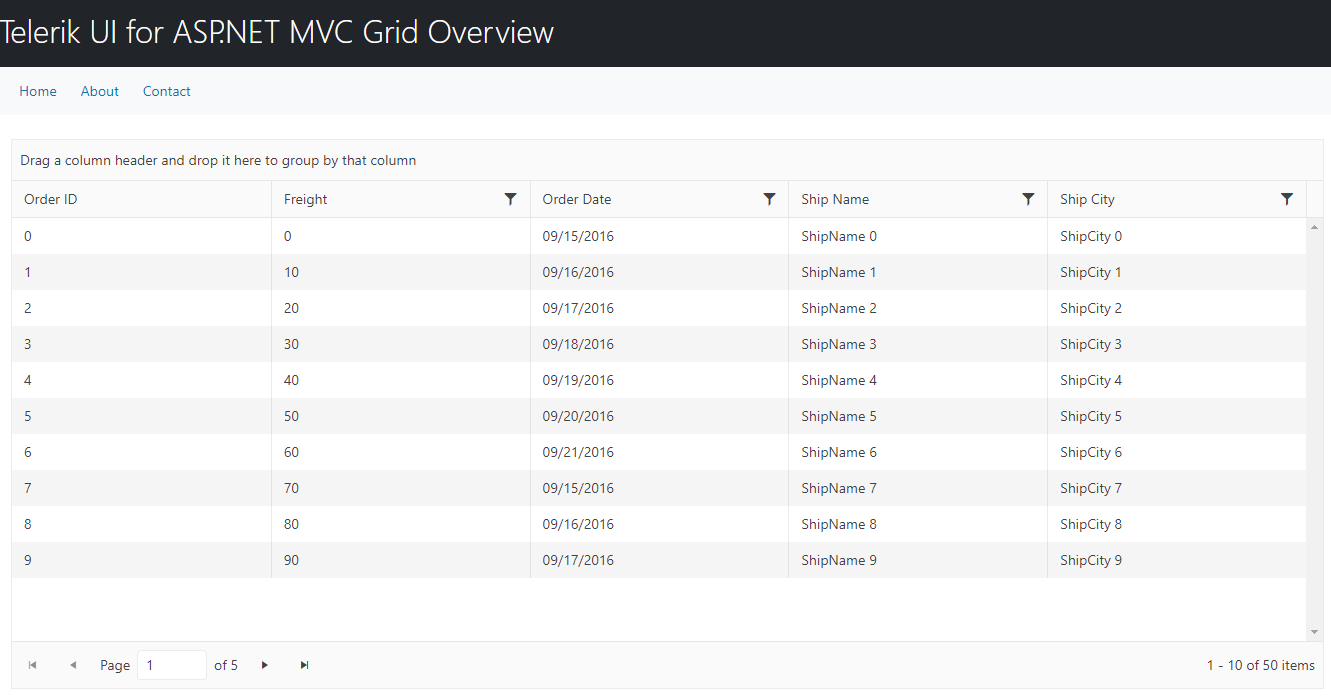 Telerik UI for ASP.NET MVC Grid Overview
Home About Contact
Drag a column header and drop it here to group by that column
Order ID Freight Order Date Ship Name Ship City
0 0 09/15/2016 ShipName 0 ShipCity 0
1 10 09/16/2016 ShipName 1 ShipCity 1
2 20 09/17/2016 ShipName 2 ShipCity 2
3 30 09/18/2016 ShipName 3 ShipCity 3
4 40 09/19/2016 ShipName 4 ShipCity 4
5 50 09/20/2016 ShipName 5 ShipCity 5
6 60 09/21/2016 ShipName 6 ShipCity 6
7 70 09/15/2016 ShipName 7 ShipCity 7
8 80 09/16/2016 ShipName 8 ShipCity 8
9 90 09/17/2016 ShipName 9 ShipCity 9
Page 1 of 5 1 - 10 of 50 items